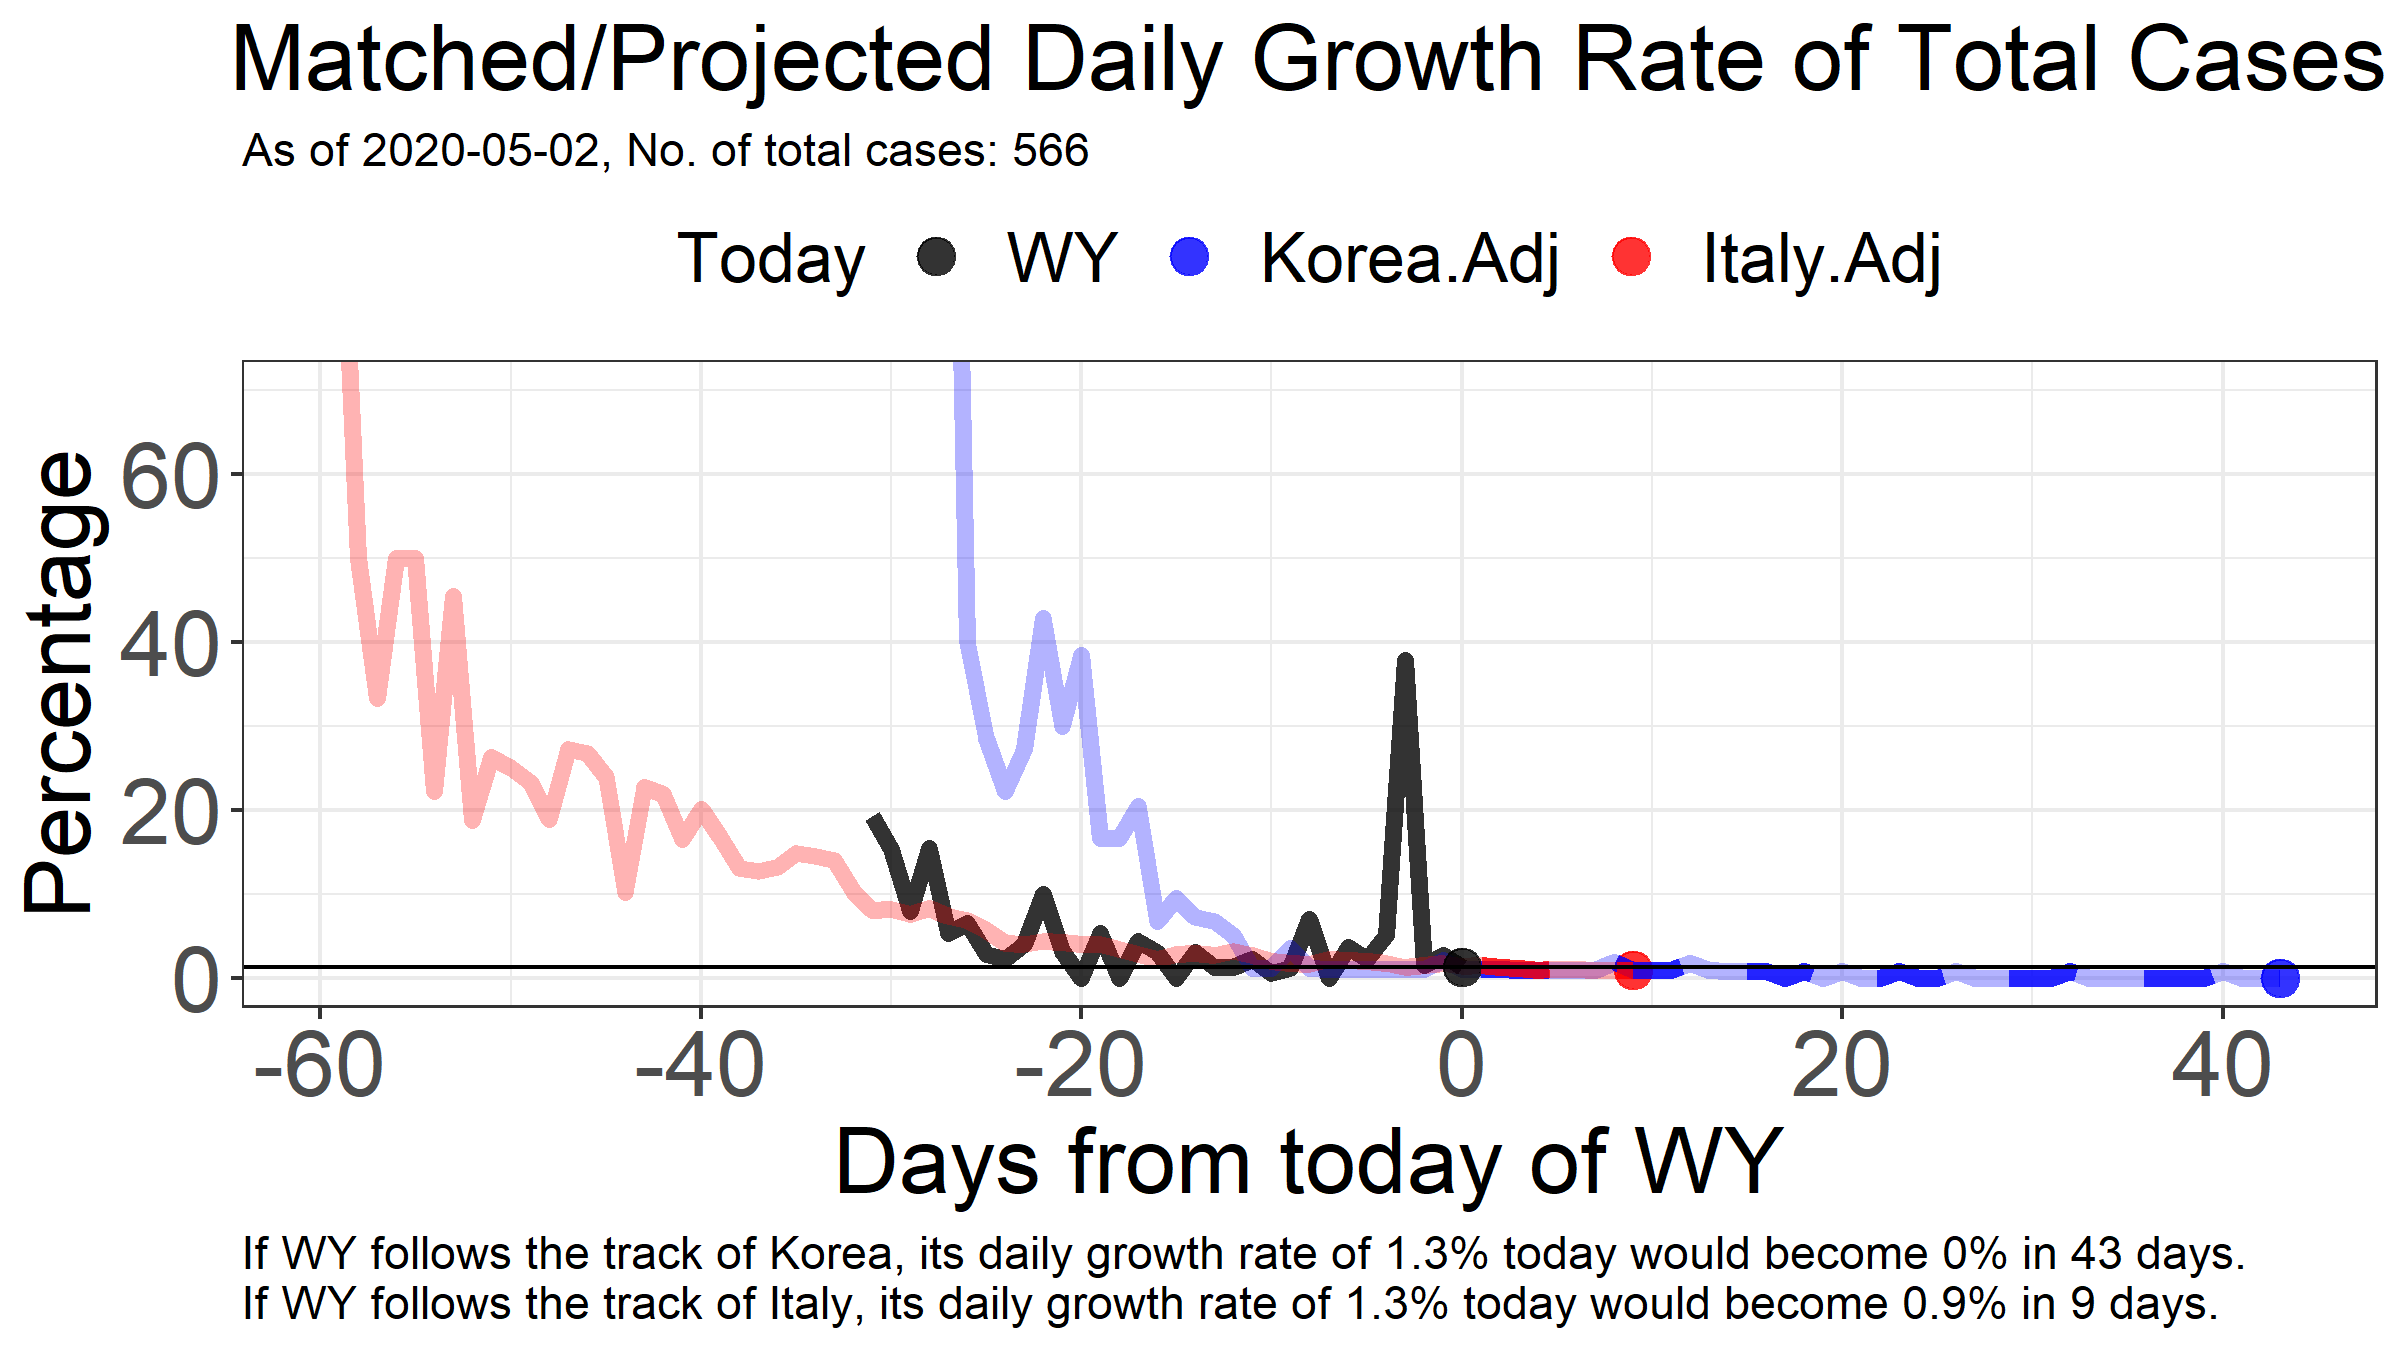 Matched/Projected Daily Growth Rate of Total Cases
As of 2020-05-02, No. of total cases: 566
Today WY Korea.Adj Italy.Adj
Percentage
60
40
20
0
-60 -40 -20 0 20 40
Days from today of WY
If WY follows the track of Korea, its daily growth rate of 1.3% today would become 0% in 43 days.
If WY follows the track of Italy, its daily growth rate of 1.3% today would become 0.9% in 9 days.